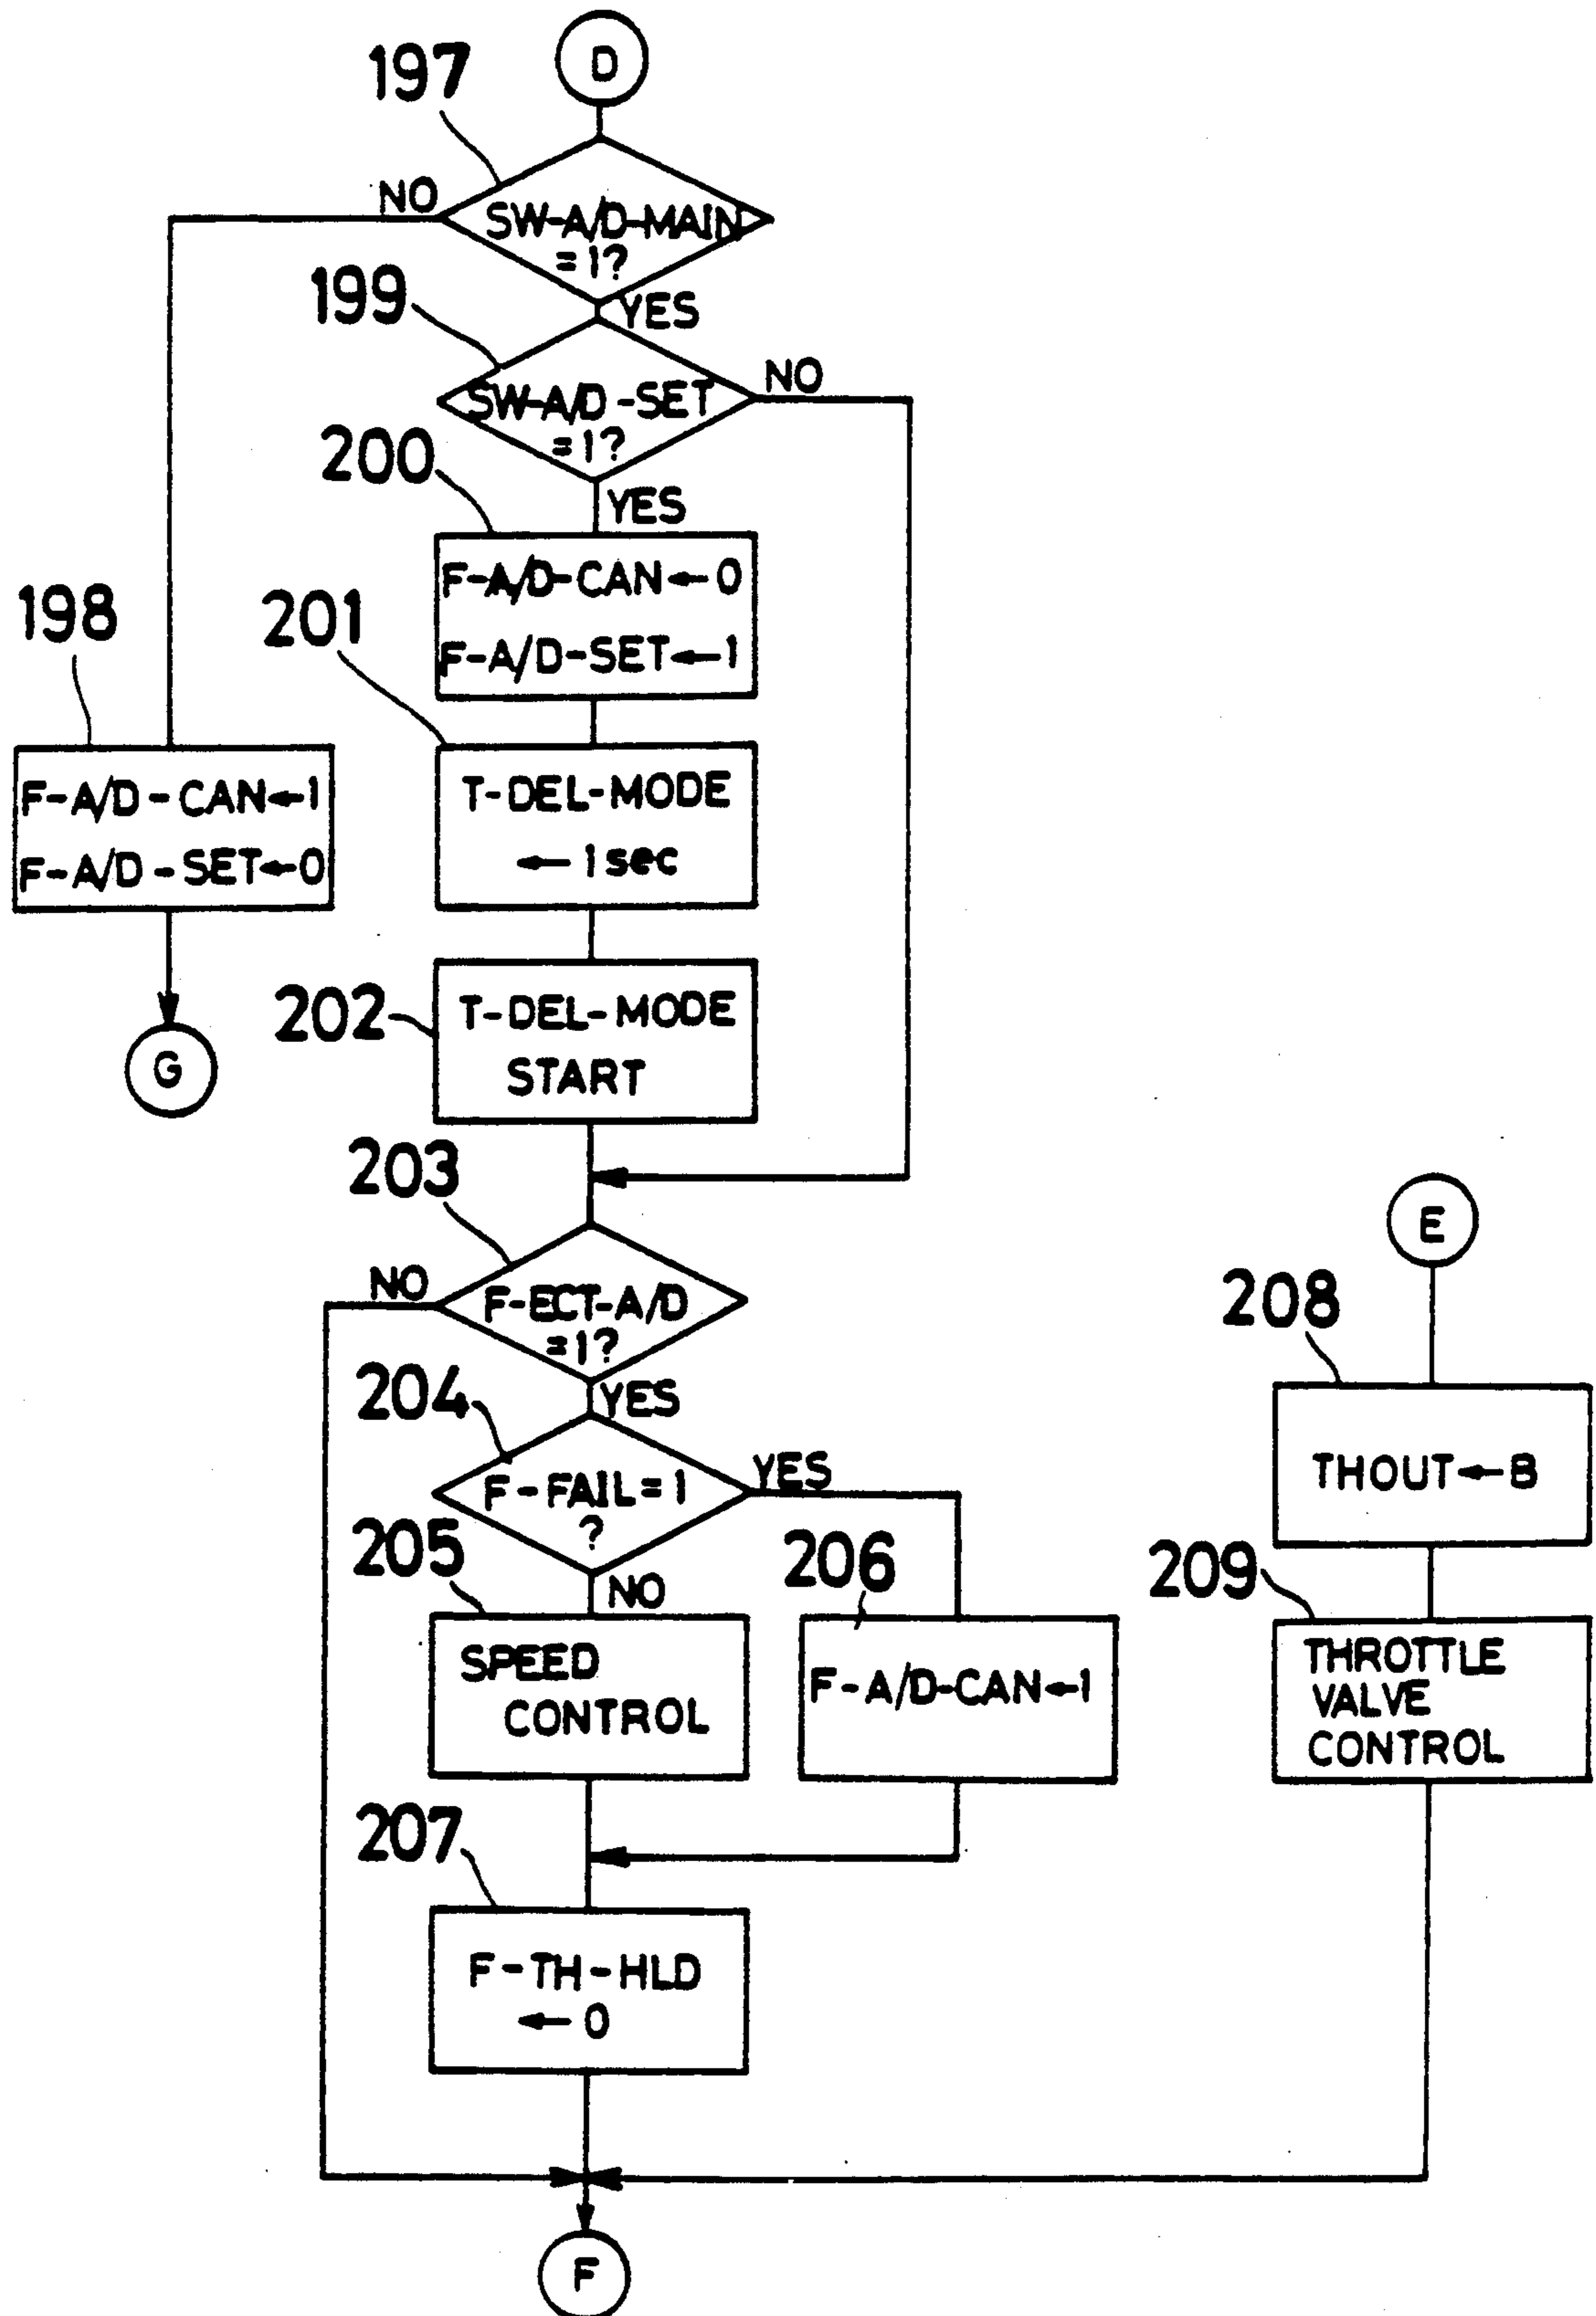 D
197
NO
SW-A/D-MAIN
=1?
YES
199
SW-A/D-SET
=1?
NO
YES
200
F-A/D-CAN←0
F-A/D-SET←1
198
F-A/D-CAN←1
F-A/D-SET←0
G
201
T-DEL-MODE
←1sec
202
T-DEL-MODE
START
203
NO
F-ECT-A/D
=1?
YES
204
F-FAIL=1
?
YES
NO
205
SPEED
CONTROL
206
F-A/D-CAN←1
207
F-TH-HLD
←0
E
208
THOUT←B
209
THROTTLE
VALVE
CONTROL
F